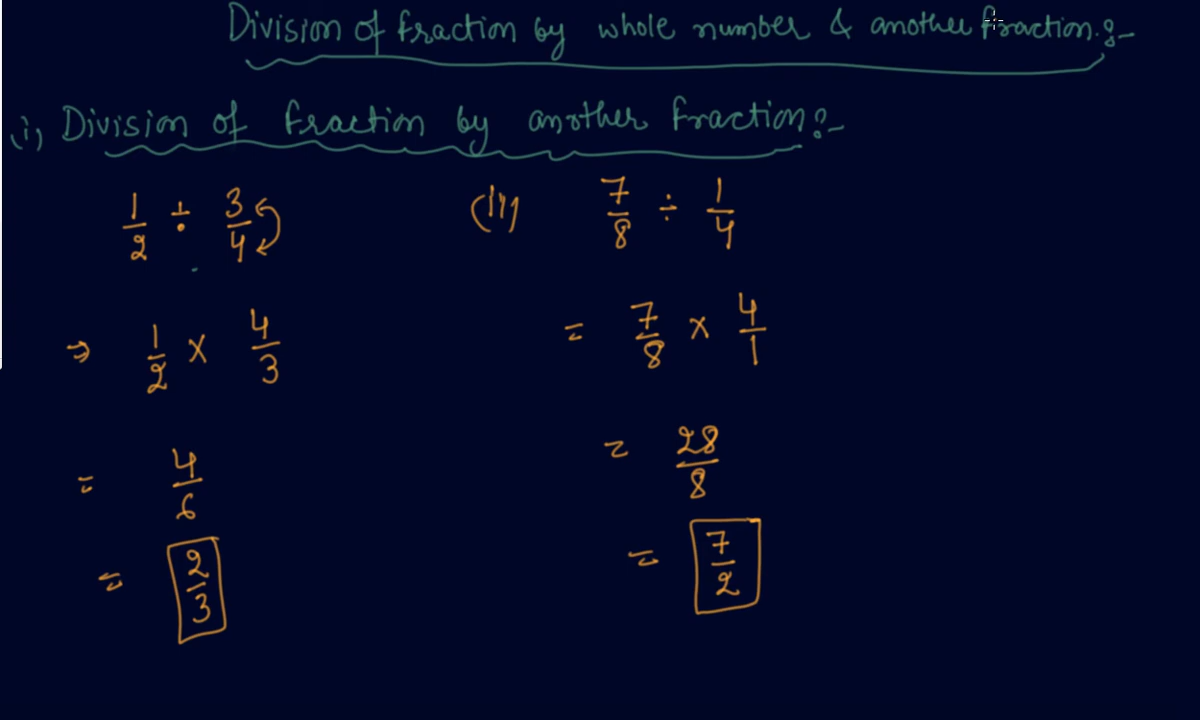 Division of fraction by whole number & another fraction :-
(i) Division of fraction by another fraction :-
1/2 ÷ 3/4
⇒ 1/2 × 4/3
= 4/6
= 2/3
(ii) 7/8 ÷ 1/4
= 7/8 × 4/1
= 28/8
= 7/2